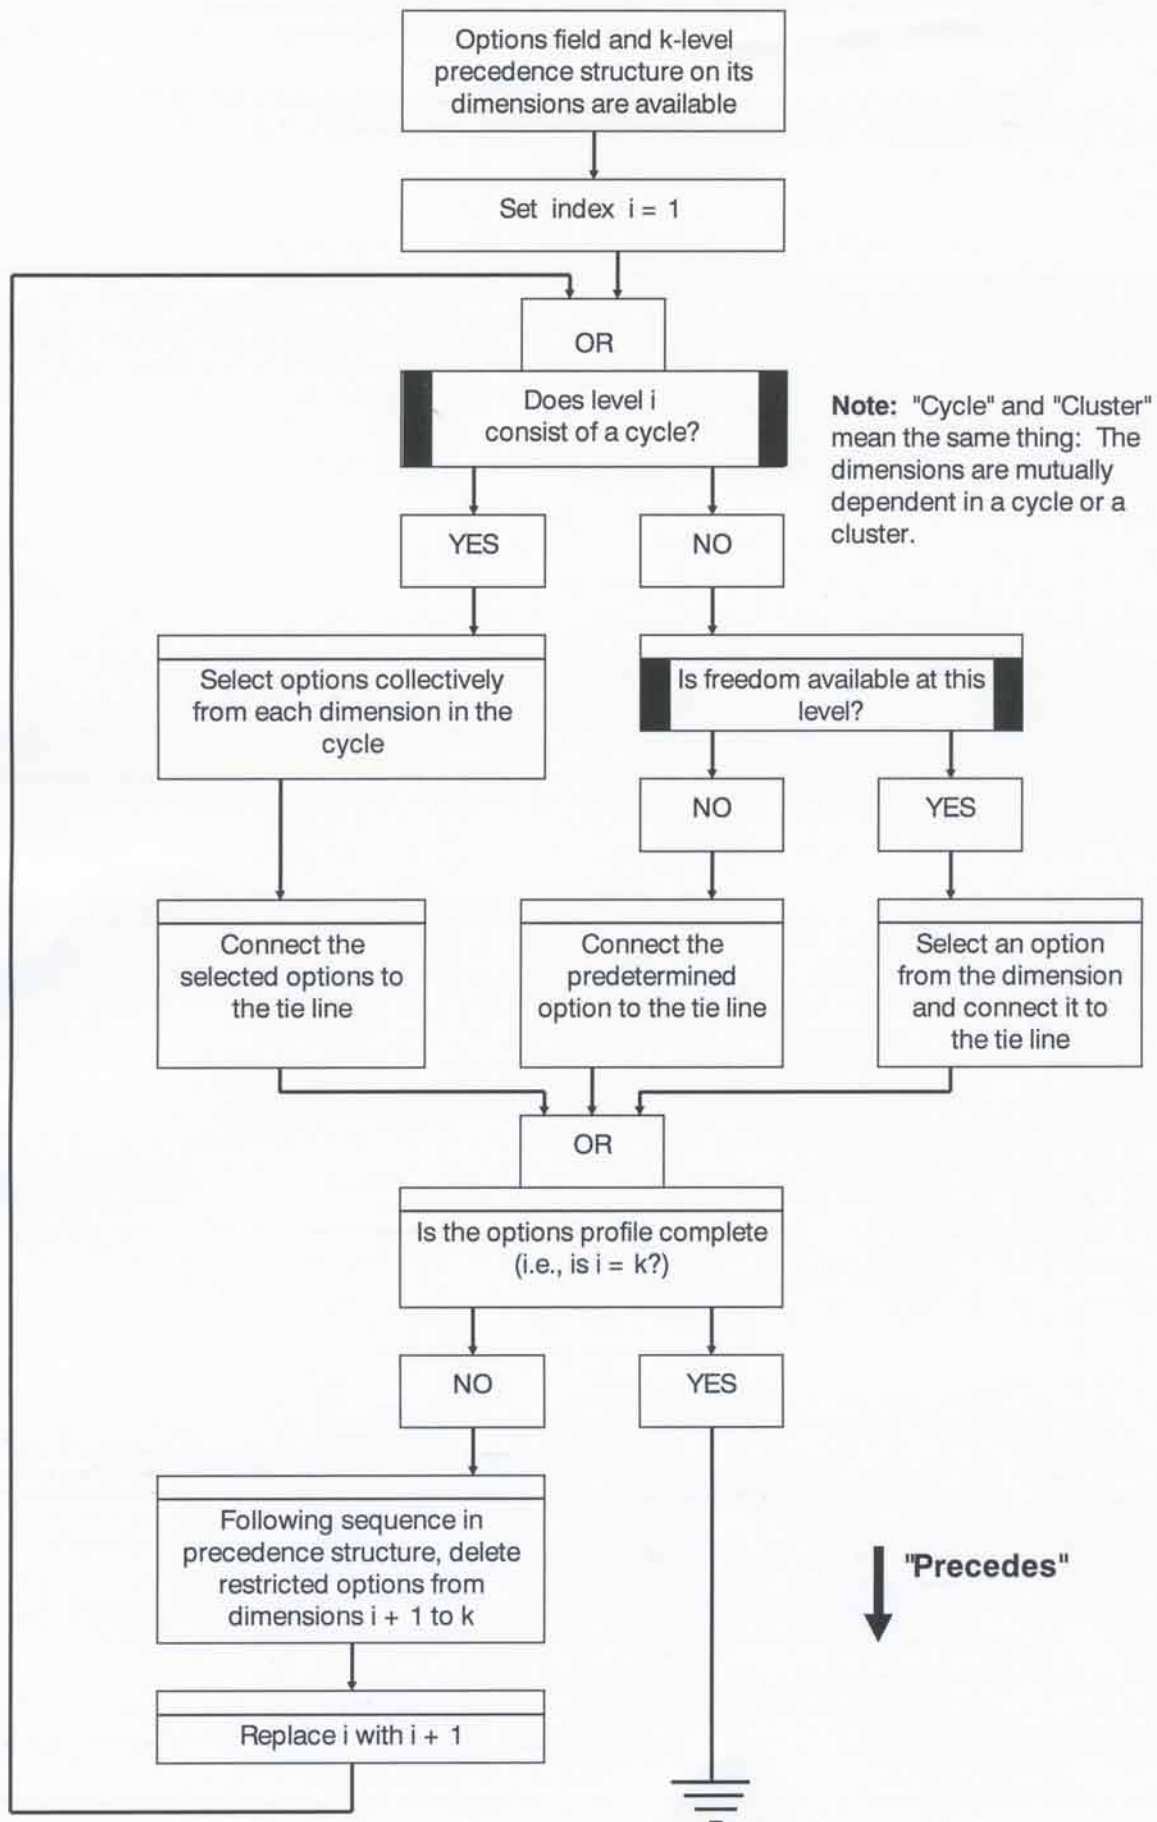 Options field and k-level
precedence structure on its
dimensions are available
Set index i = 1
OR
Does level i
consist of a cycle?
Note: "Cycle" and "Cluster"
mean the same thing: The
dimensions are mutually
dependent in a cycle or a
cluster.
YES
NO
Select options collectively
from each dimension in the
cycle
Is freedom available at this
level?
NO
YES
Connect the
selected options to
the tie line
Connect the
predetermined
option to the tie line
Select an option
from the dimension
and connect it to
the tie line
OR
Is the options profile complete
(i.e., is i = k?)
NO
YES
Following sequence in
precedence structure, delete
restricted options from
dimensions i + 1 to k
"Precedes"
Replace i with i + 1